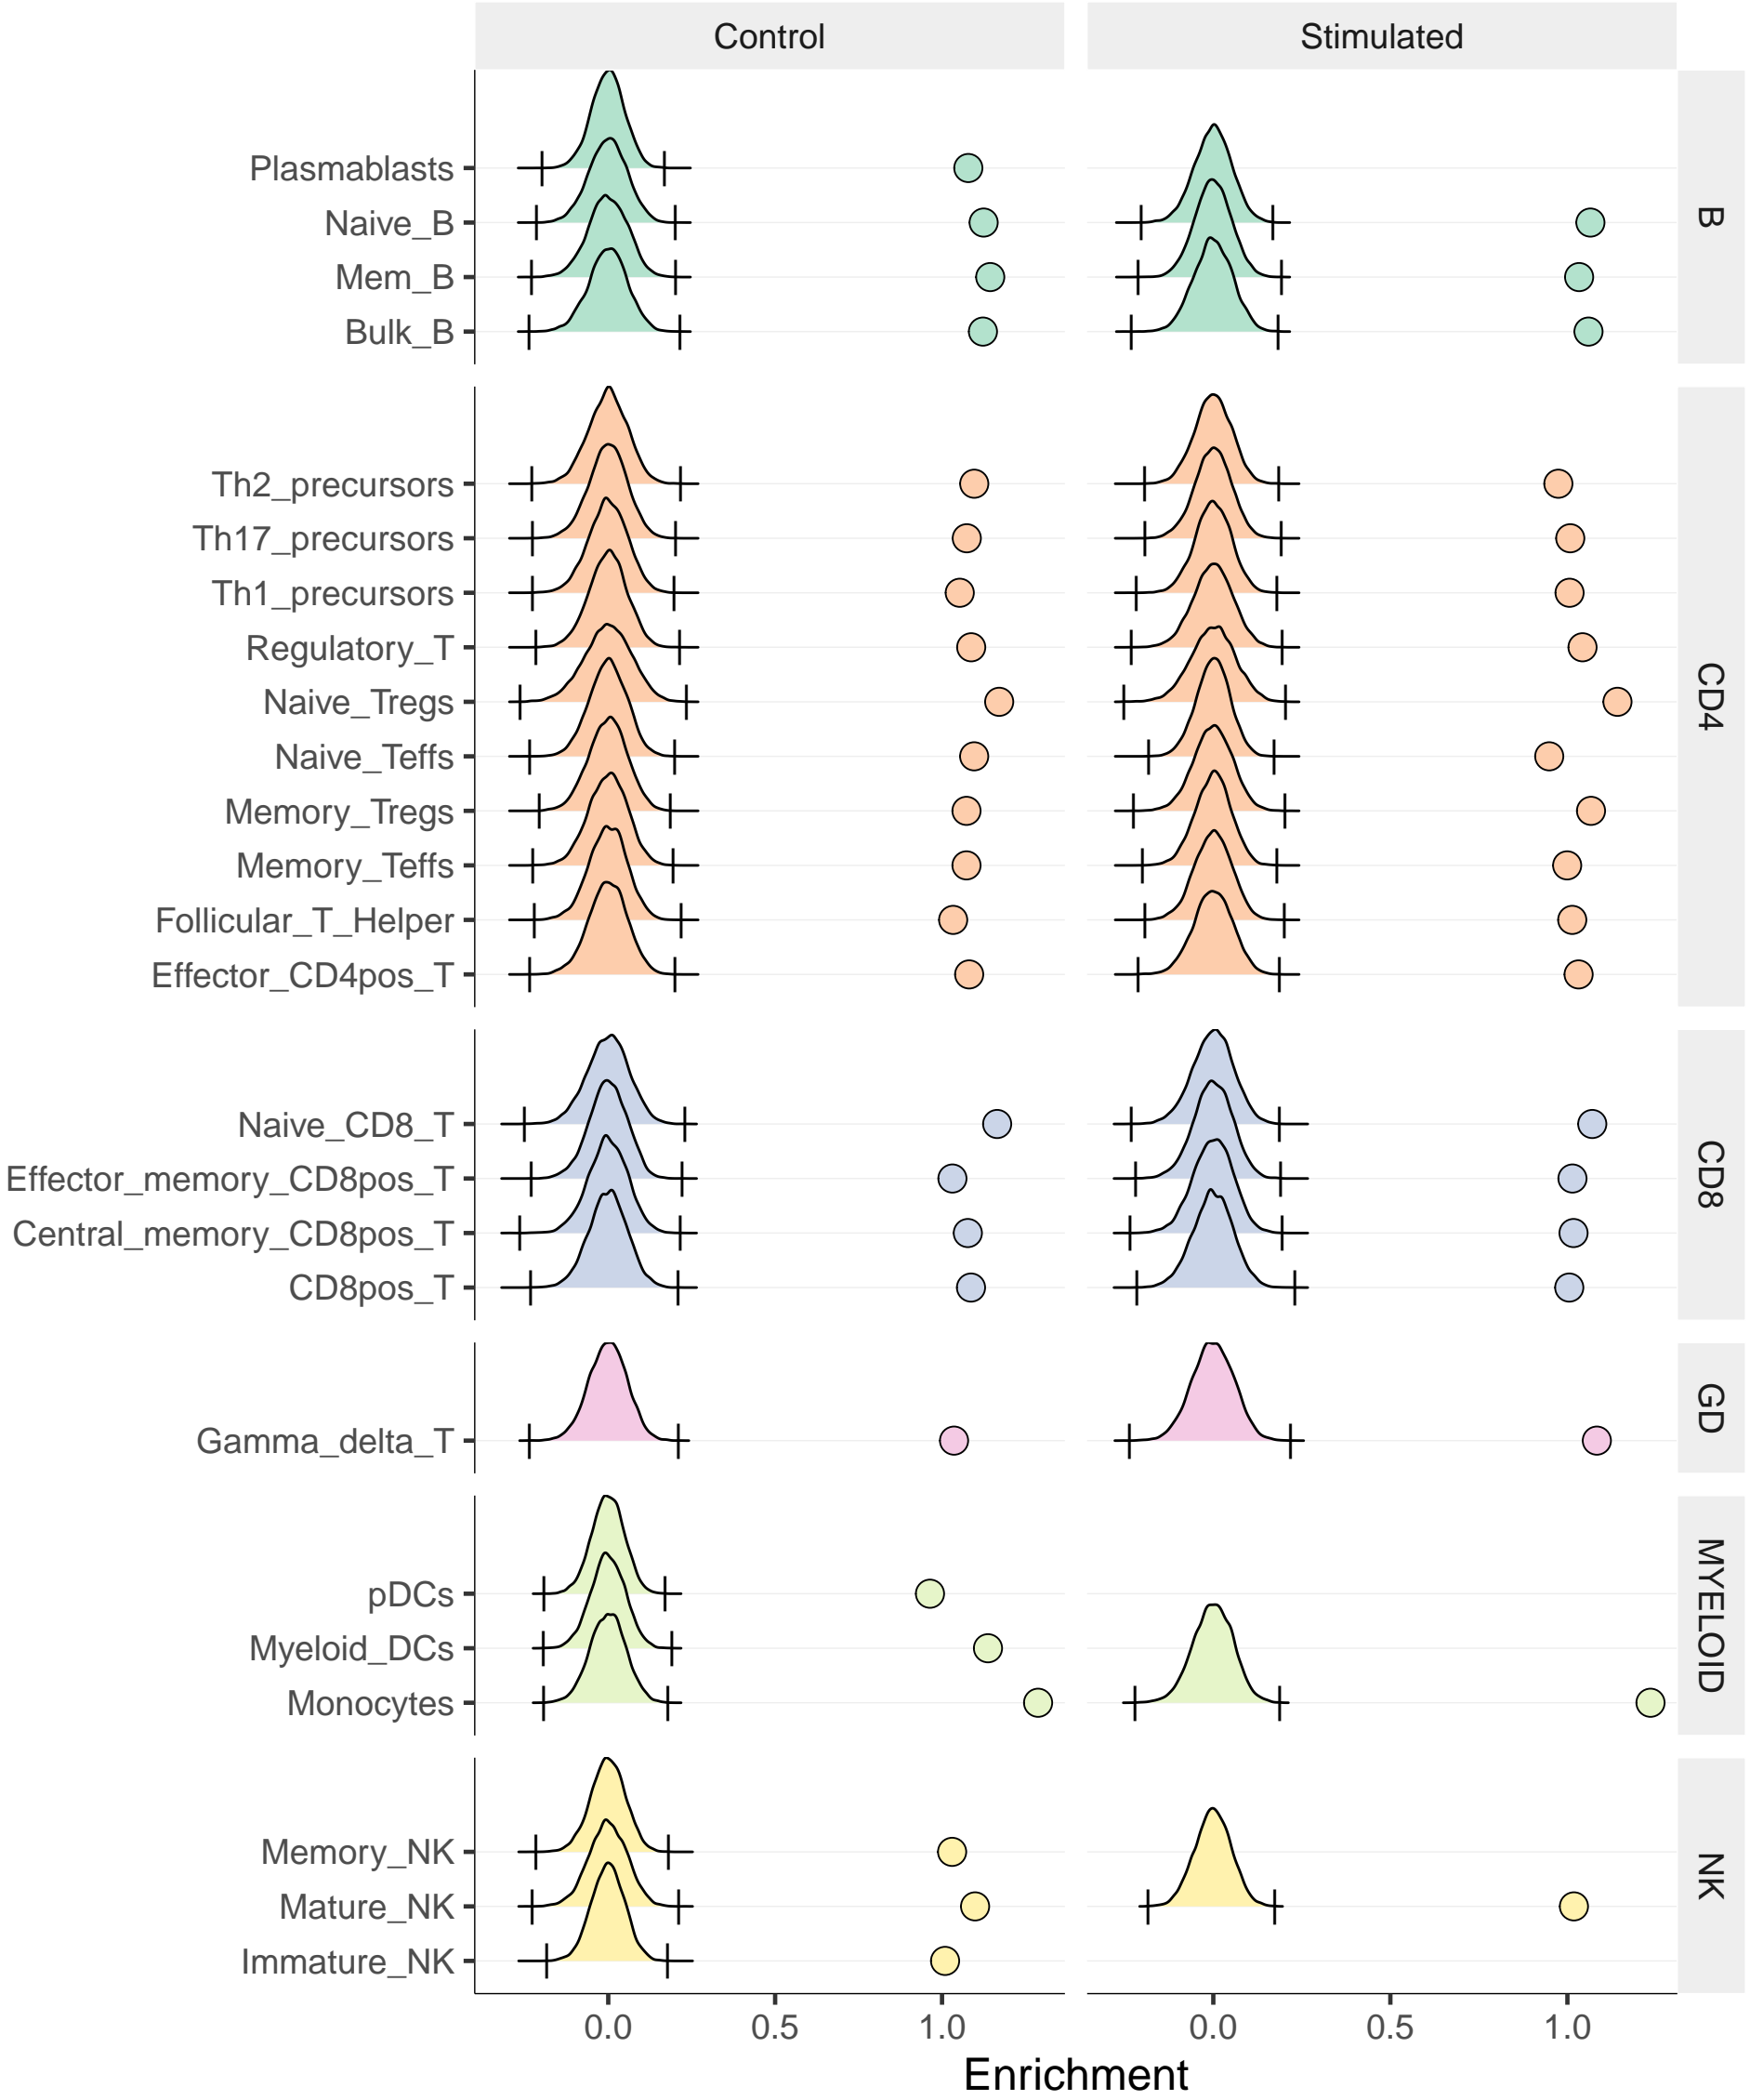 Control
Stimulated
Plasmablasts
Naive_B
Mem_B
Bulk_B
B
Th2_precursors
Th17_precursors
Th1_precursors
Regulatory_T
Naive_Tregs
Naive_Teffs
Memory_Tregs
Memory_Teffs
Follicular_T_Helper
Effector_CD4pos_T
CD4
Naive_CD8_T
Effector_memory_CD8pos_T
Central_memory_CD8pos_T
CD8pos_T
CD8
Gamma_delta_T
GD
pDCs
Myeloid_DCs
Monocytes
MYELOID
Memory_NK
Mature_NK
Immature_NK
NK
0.0 0.5 1.0
0.0 0.5 1.0
Enrichment